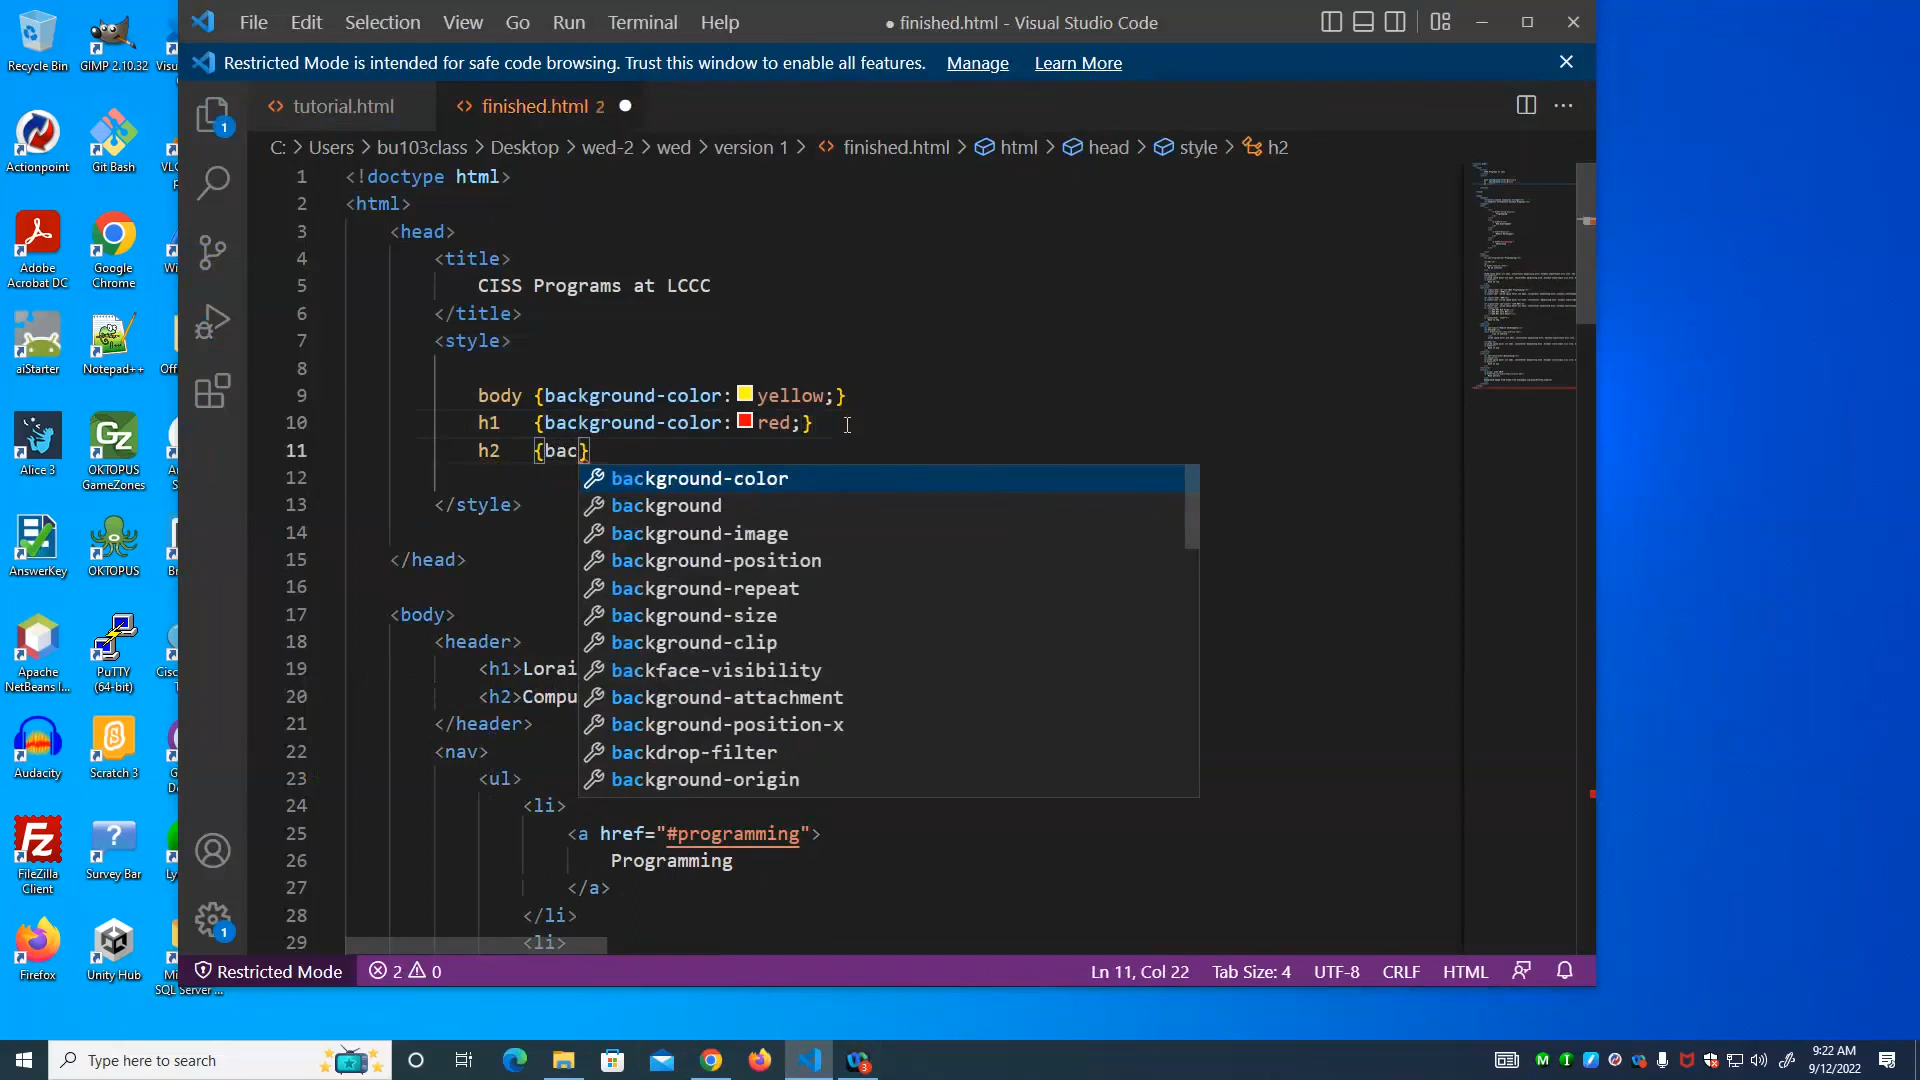 File Edit Selection View Go Run Terminal Help ● finished.html - Visual Studio Code
Restricted Mode is intended for safe code browsing. Trust this window to enable all features. Manage Learn More
tutorial.html finished.html 2
C: > Users > bu103class > Desktop > wed-2 > wed > version 1 > finished.html > html > head > style > h2
1 <!doctype html>
2 <html>
3 <head>
4 <title>
5 CISS Programs at LCCC
6 </title>
7 <style>
8
9 body {background-color: yellow;}
10 h1 {background-color: red;}
11 h2 {bac}
12
13 </style>
14
15 </head>
16
17 <body>
18 <header>
19 <h1>Lorai
20 <h2>Compu
21 </header>
22 <nav>
23 <ul>
24 <li>
25 <a href="#programming">
26 Programming
27 </a>
28 </li>
29 <li>
background-color
background
background-image
background-position
background-repeat
background-size
background-clip
backface-visibility
background-attachment
background-position-x
backdrop-filter
background-origin
1
1
Restricted Mode 2 0 Ln 11, Col 22 Tab Size: 4 UTF-8 CRLF HTML
Recycle Bin
GIMP 2.10.32
Actionpoint
Git Bash
Adobe
Acrobat DC
Google
Chrome
aiStarter
Notepad++
Alice 3
OKTOPUS
GameZones
AnswerKey
OKTOPUS
Apache
NetBeans I...
PuTTY
(64-bit)
Audacity
Scratch 3
FileZilla
Client
Survey Bar
Firefox
Unity Hub
SQL Server ...
Type here to search
9:22 AM
9/12/2022